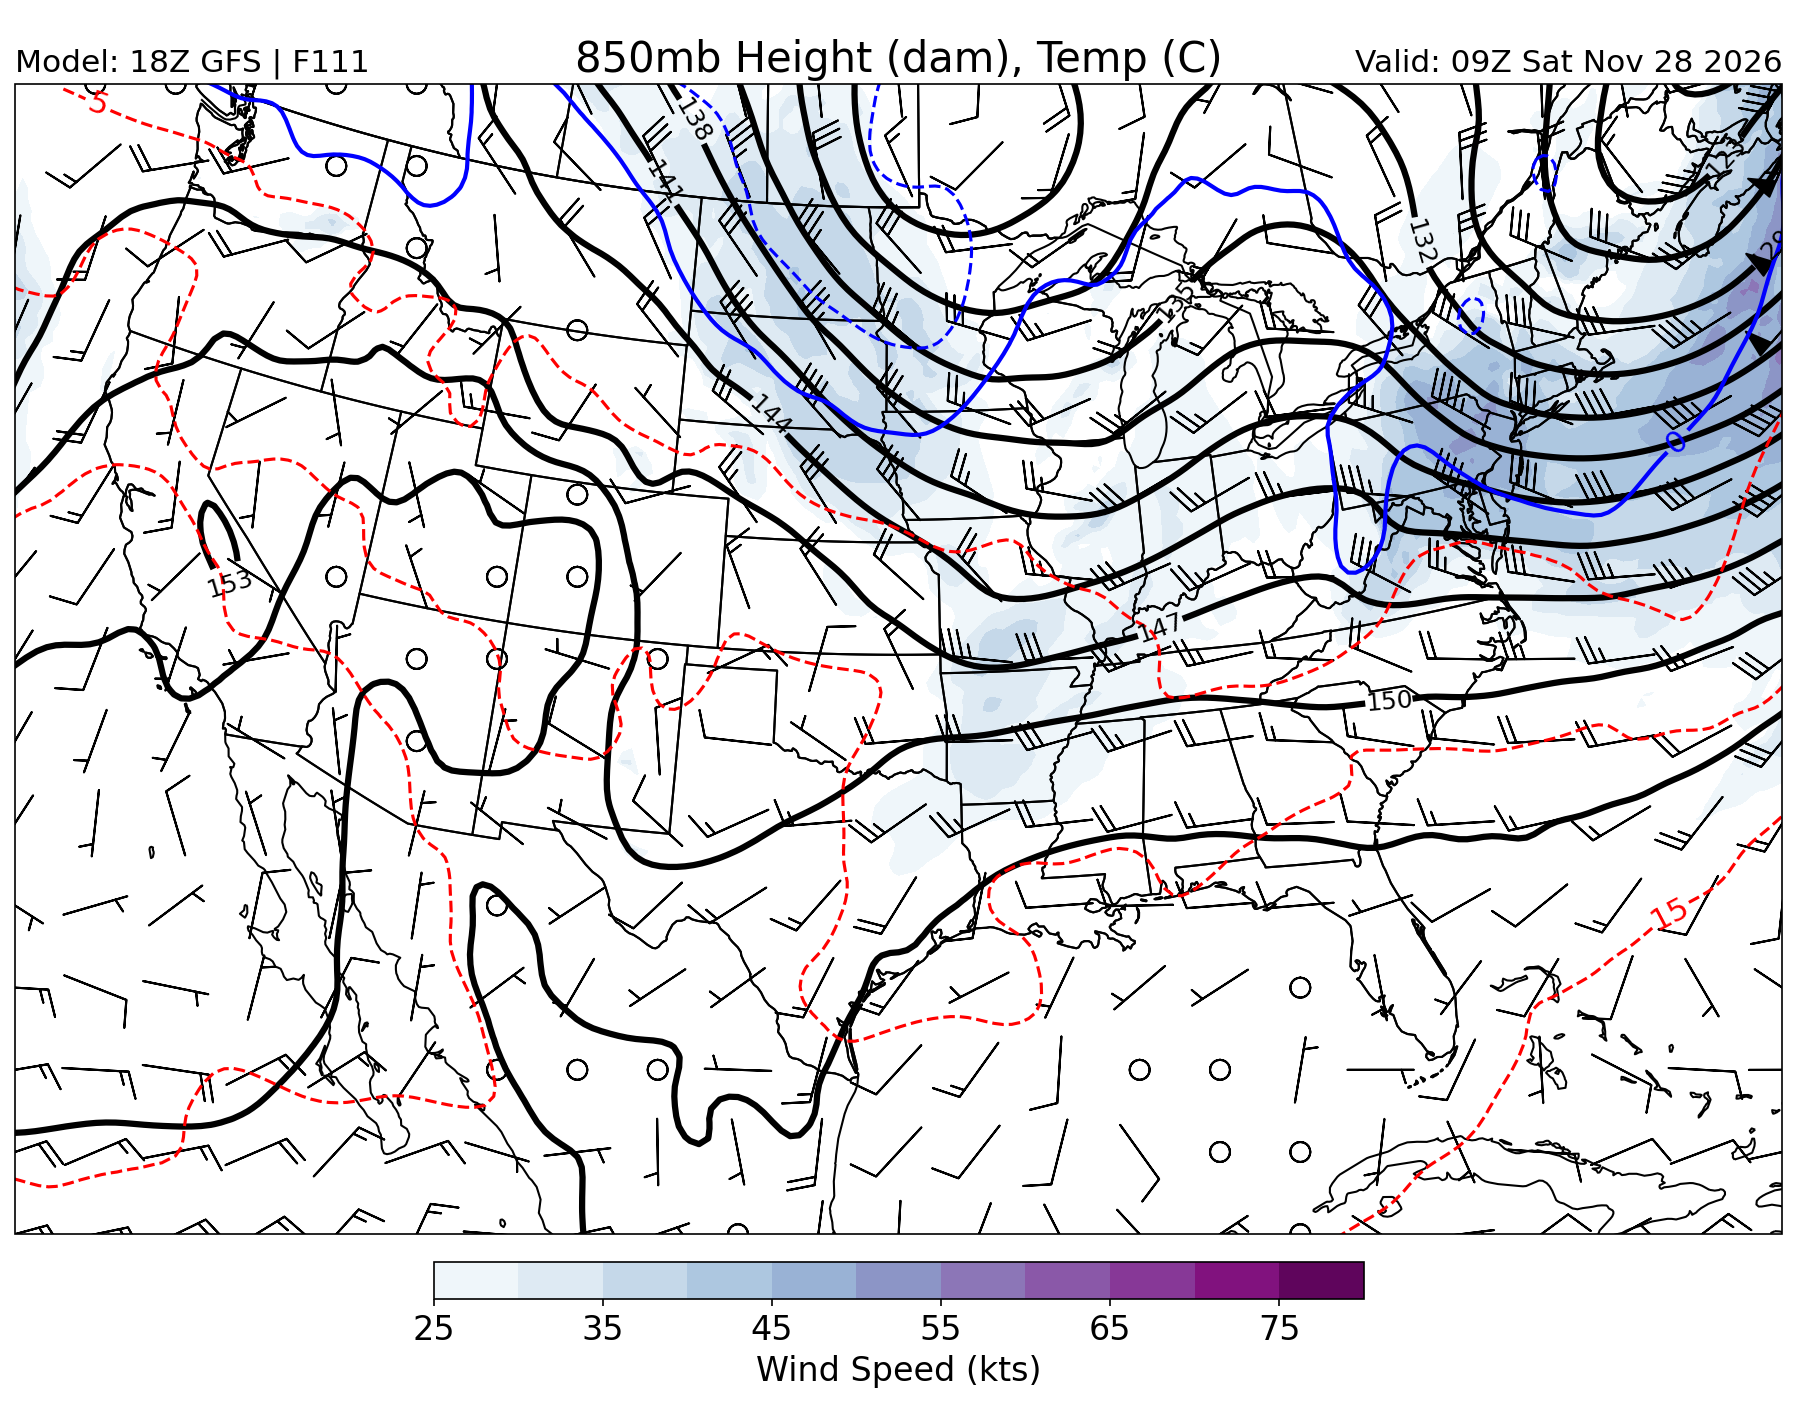 850mb Height (dam), Temp (C)
Model: 18Z GFS | F111
Valid: 09Z Sat Nov 28 2026
5
138
141
132
144
0
153
147
150
15
25 35 45 55 65 75
Wind Speed (kts)